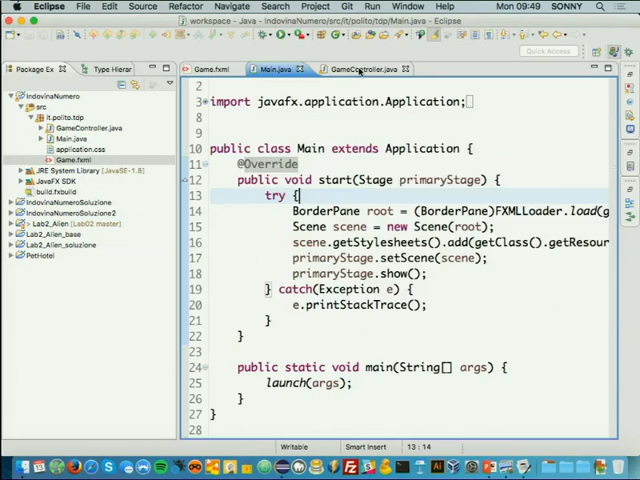 Eclipse File Edit Source Refactor Navigate Search Project Git Run Window Help Mon 09:49 SONNY
workspace - Java - IndovinaNumero/src/it/polito/tdp/Main.java - Eclipse
Quick Access
Package Ex Type Hierar
Game.fxml Main.java GameController.java
IndovinaNumero
src
it.polito.tdp
GameController.java
Main.java
application.css
Game.fxml
JRE System Library [JavaSE-1.8]
JavaFX SDK
build.fxbuild
IndovinaNumeroSoluzione
IndovinaNumeroSoluzione2
> Lab2_Alien [Lab02 master]
Lab2_Alien_base
Lab2_Alien_soluzione
PetHotel
2
3 import javafx.application.Application;
9
10 public class Main extends Application {
11 @Override
12 public void start(Stage primaryStage) {
13 try {
14 BorderPane root = (BorderPane)FXMLLoader.load(g
15 Scene scene = new Scene(root);
16 scene.getStylesheets().add(getClass().getResour
17 primaryStage.setScene(scene);
18 primaryStage.show();
19 } catch(Exception e) {
20 e.printStackTrace();
21 }
22 }
23
24 public static void main(String[] args) {
25 launch(args);
26 }
27 }
28
Writable Smart Insert 13 : 14